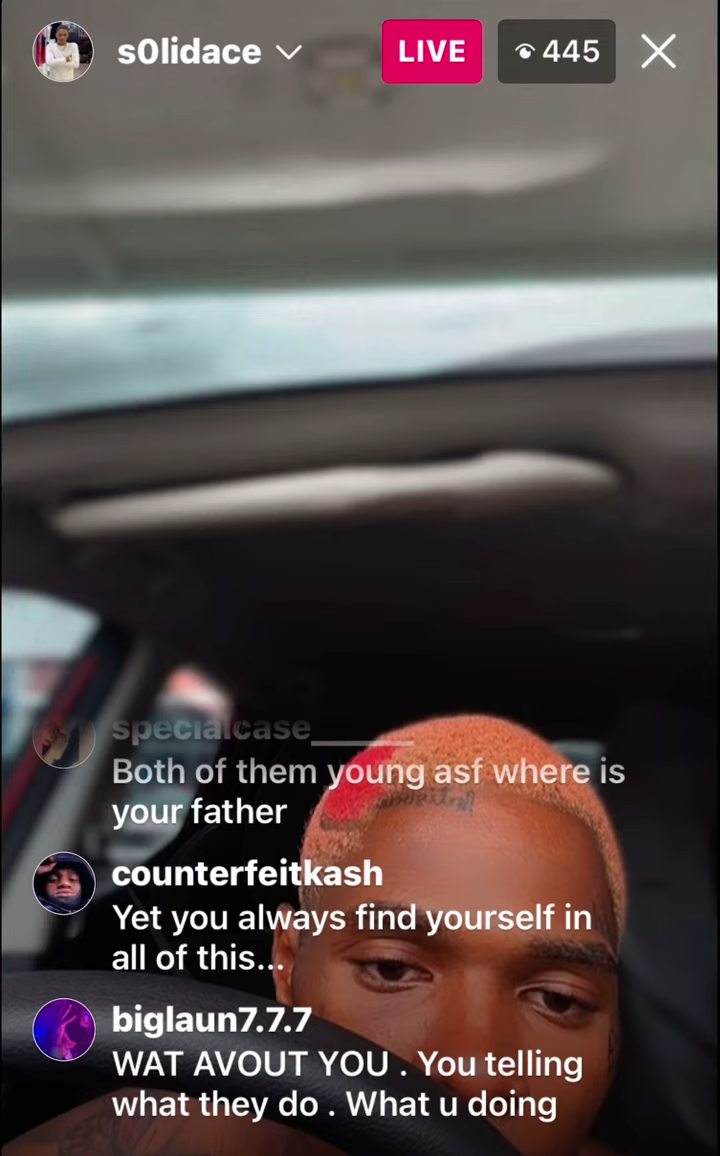 s0lidace
LIVE
445
specialcase__
Both of them young asf where is
your father
counterfeitkash
Yet you always find yourself in
all of this...
biglaun7.7.7
WAT AVOUT YOU . You telling
what they do . What u doing